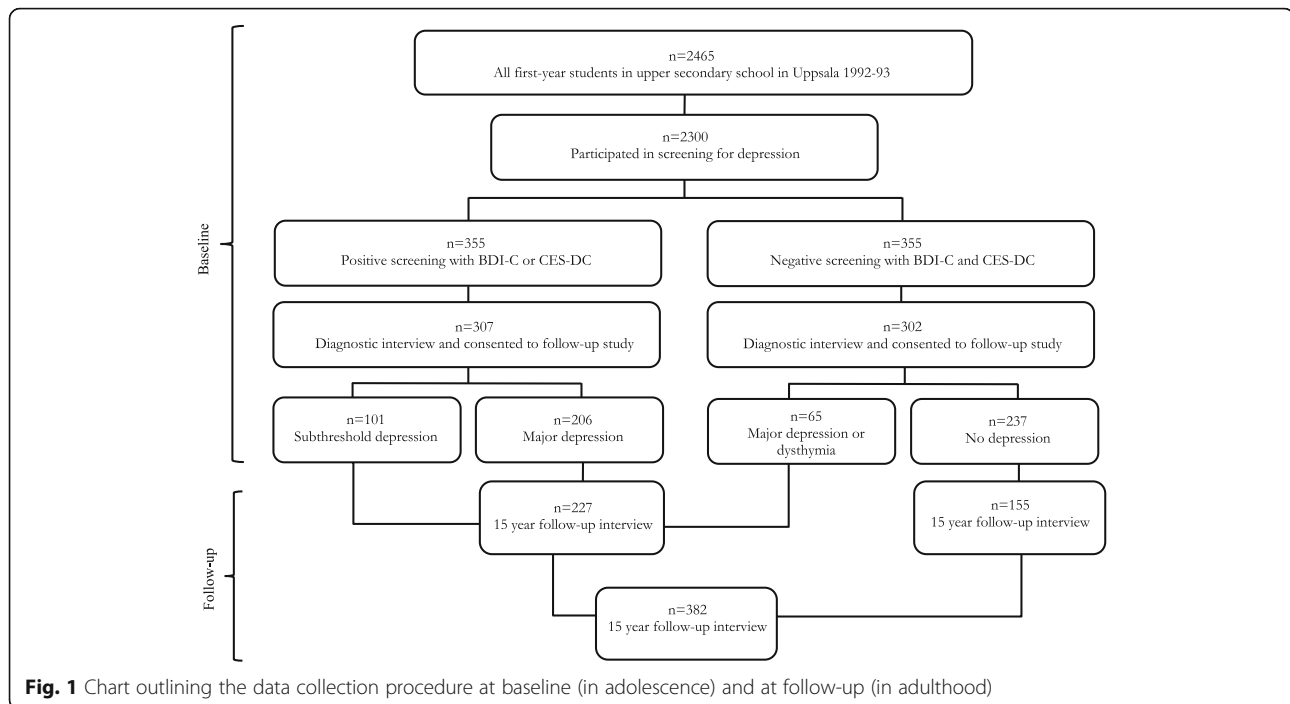 n=2465
All first-year students in upper secondary school in Uppsala 1992-93
n=2300
Participated in screening for depression
Baseline
n=355
Positive screening with BDI-C or CES-DC
n=355
Negative screening with BDI-C and CES-DC
n=307
Diagnostic interview and consented to follow-up study
n=302
Diagnostic interview and consented to follow-up study
n=101
Subthreshold depression
n=206
Major depression
n=65
Major depression or
dysthymia
n=237
No depression
Follow-up
n=227
15 year follow-up interview
n=155
15 year follow-up interview
n=382
15 year follow-up interview
Fig. 1 Chart outlining the data collection procedure at baseline (in adolescence) and at follow-up (in adulthood)